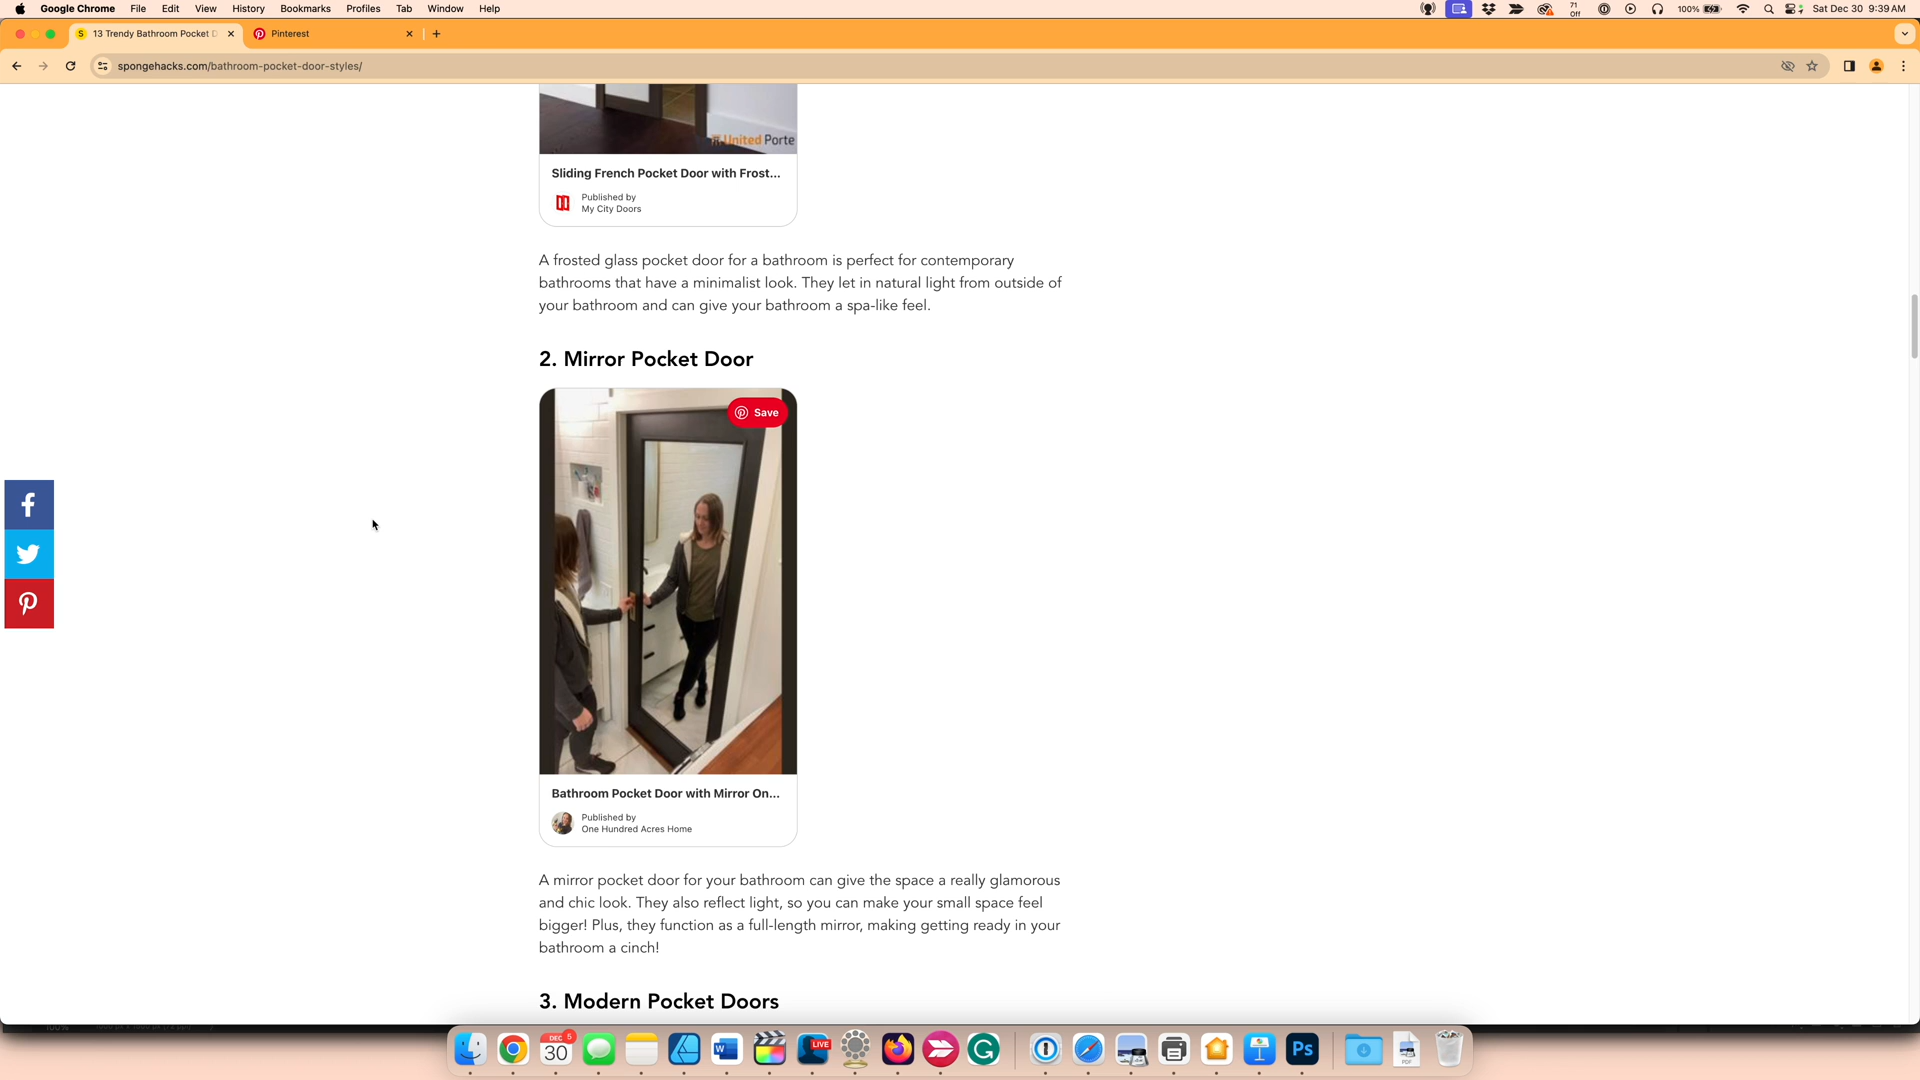 Google Chrome File Edit View History Bookmarks Profiles Tab Window Help
71
Off
100%
Sat Dec 30 9:39 AM
13 Trendy Bathroom Pocket D
Pinterest
spongehacks.com/bathroom-pocket-door-styles/
United Porte
Sliding French Pocket Door with Frost...
Published by
My City Doors
A frosted glass pocket door for a bathroom is perfect for contemporary
bathrooms that have a minimalist look. They let in natural light from outside of
your bathroom and can give your bathroom a spa-like feel.
2. Mirror Pocket Door
Save
Bathroom Pocket Door with Mirror On...
Published by
One Hundred Acres Home
A mirror pocket door for your bathroom can give the space a really glamorous
and chic look. They also reflect light, so you can make your small space feel
bigger! Plus, they function as a full-length mirror, making getting ready in your
bathroom a cinch!
3. Modern Pocket Doors
100%
DEC
30
5
LIVE
Ps
PDF